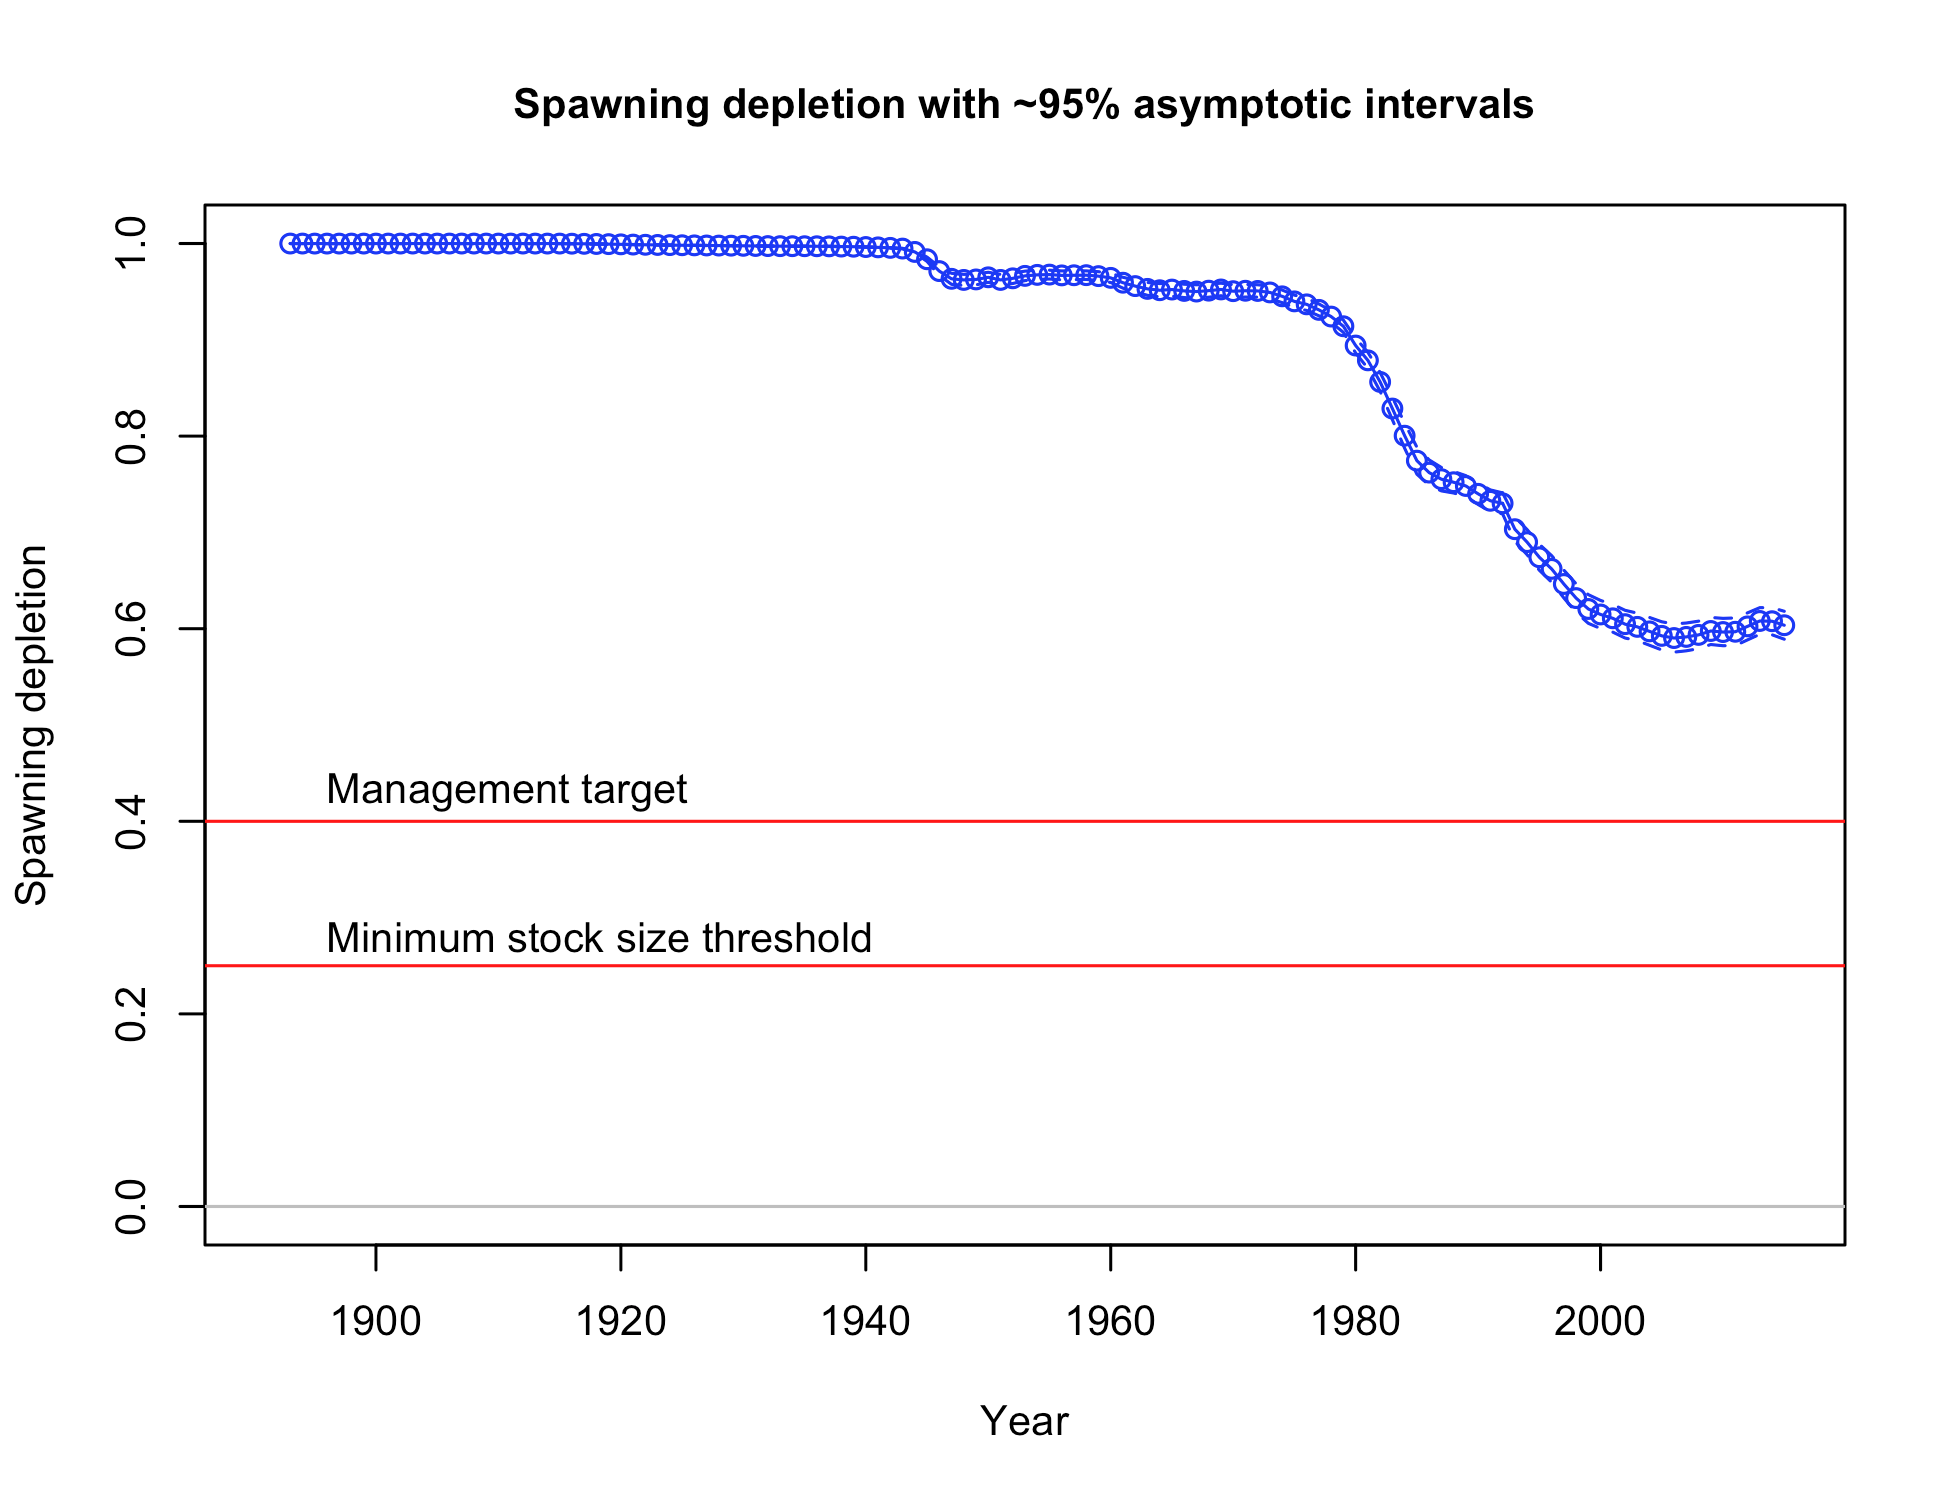 Spawning depletion with ~95% asymptotic intervals
Spawning depletion
1.0
0.8
0.6
0.4
0.2
0.0
Management target
Minimum stock size threshold
1900
1920
1940
1960
1980
2000
Year